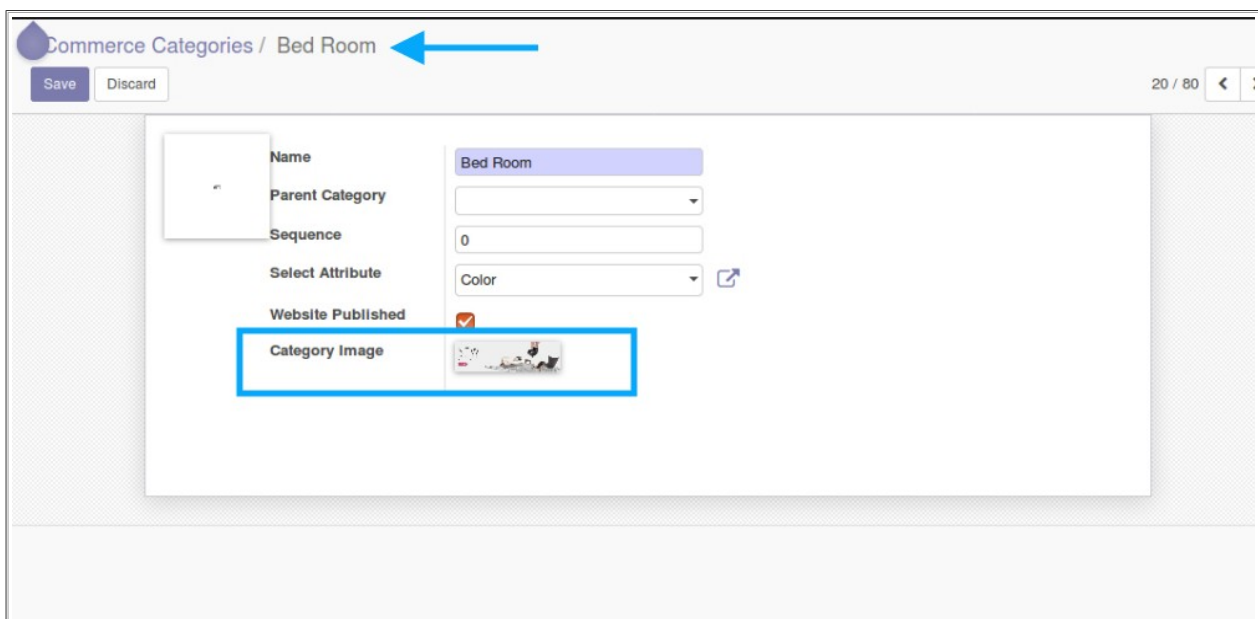 Commerce Categories / Bed Room
Save Discard 20 / 80
Name Bed Room
Parent Category
Sequence 0
Select Attribute Color
Website Published
Category Image